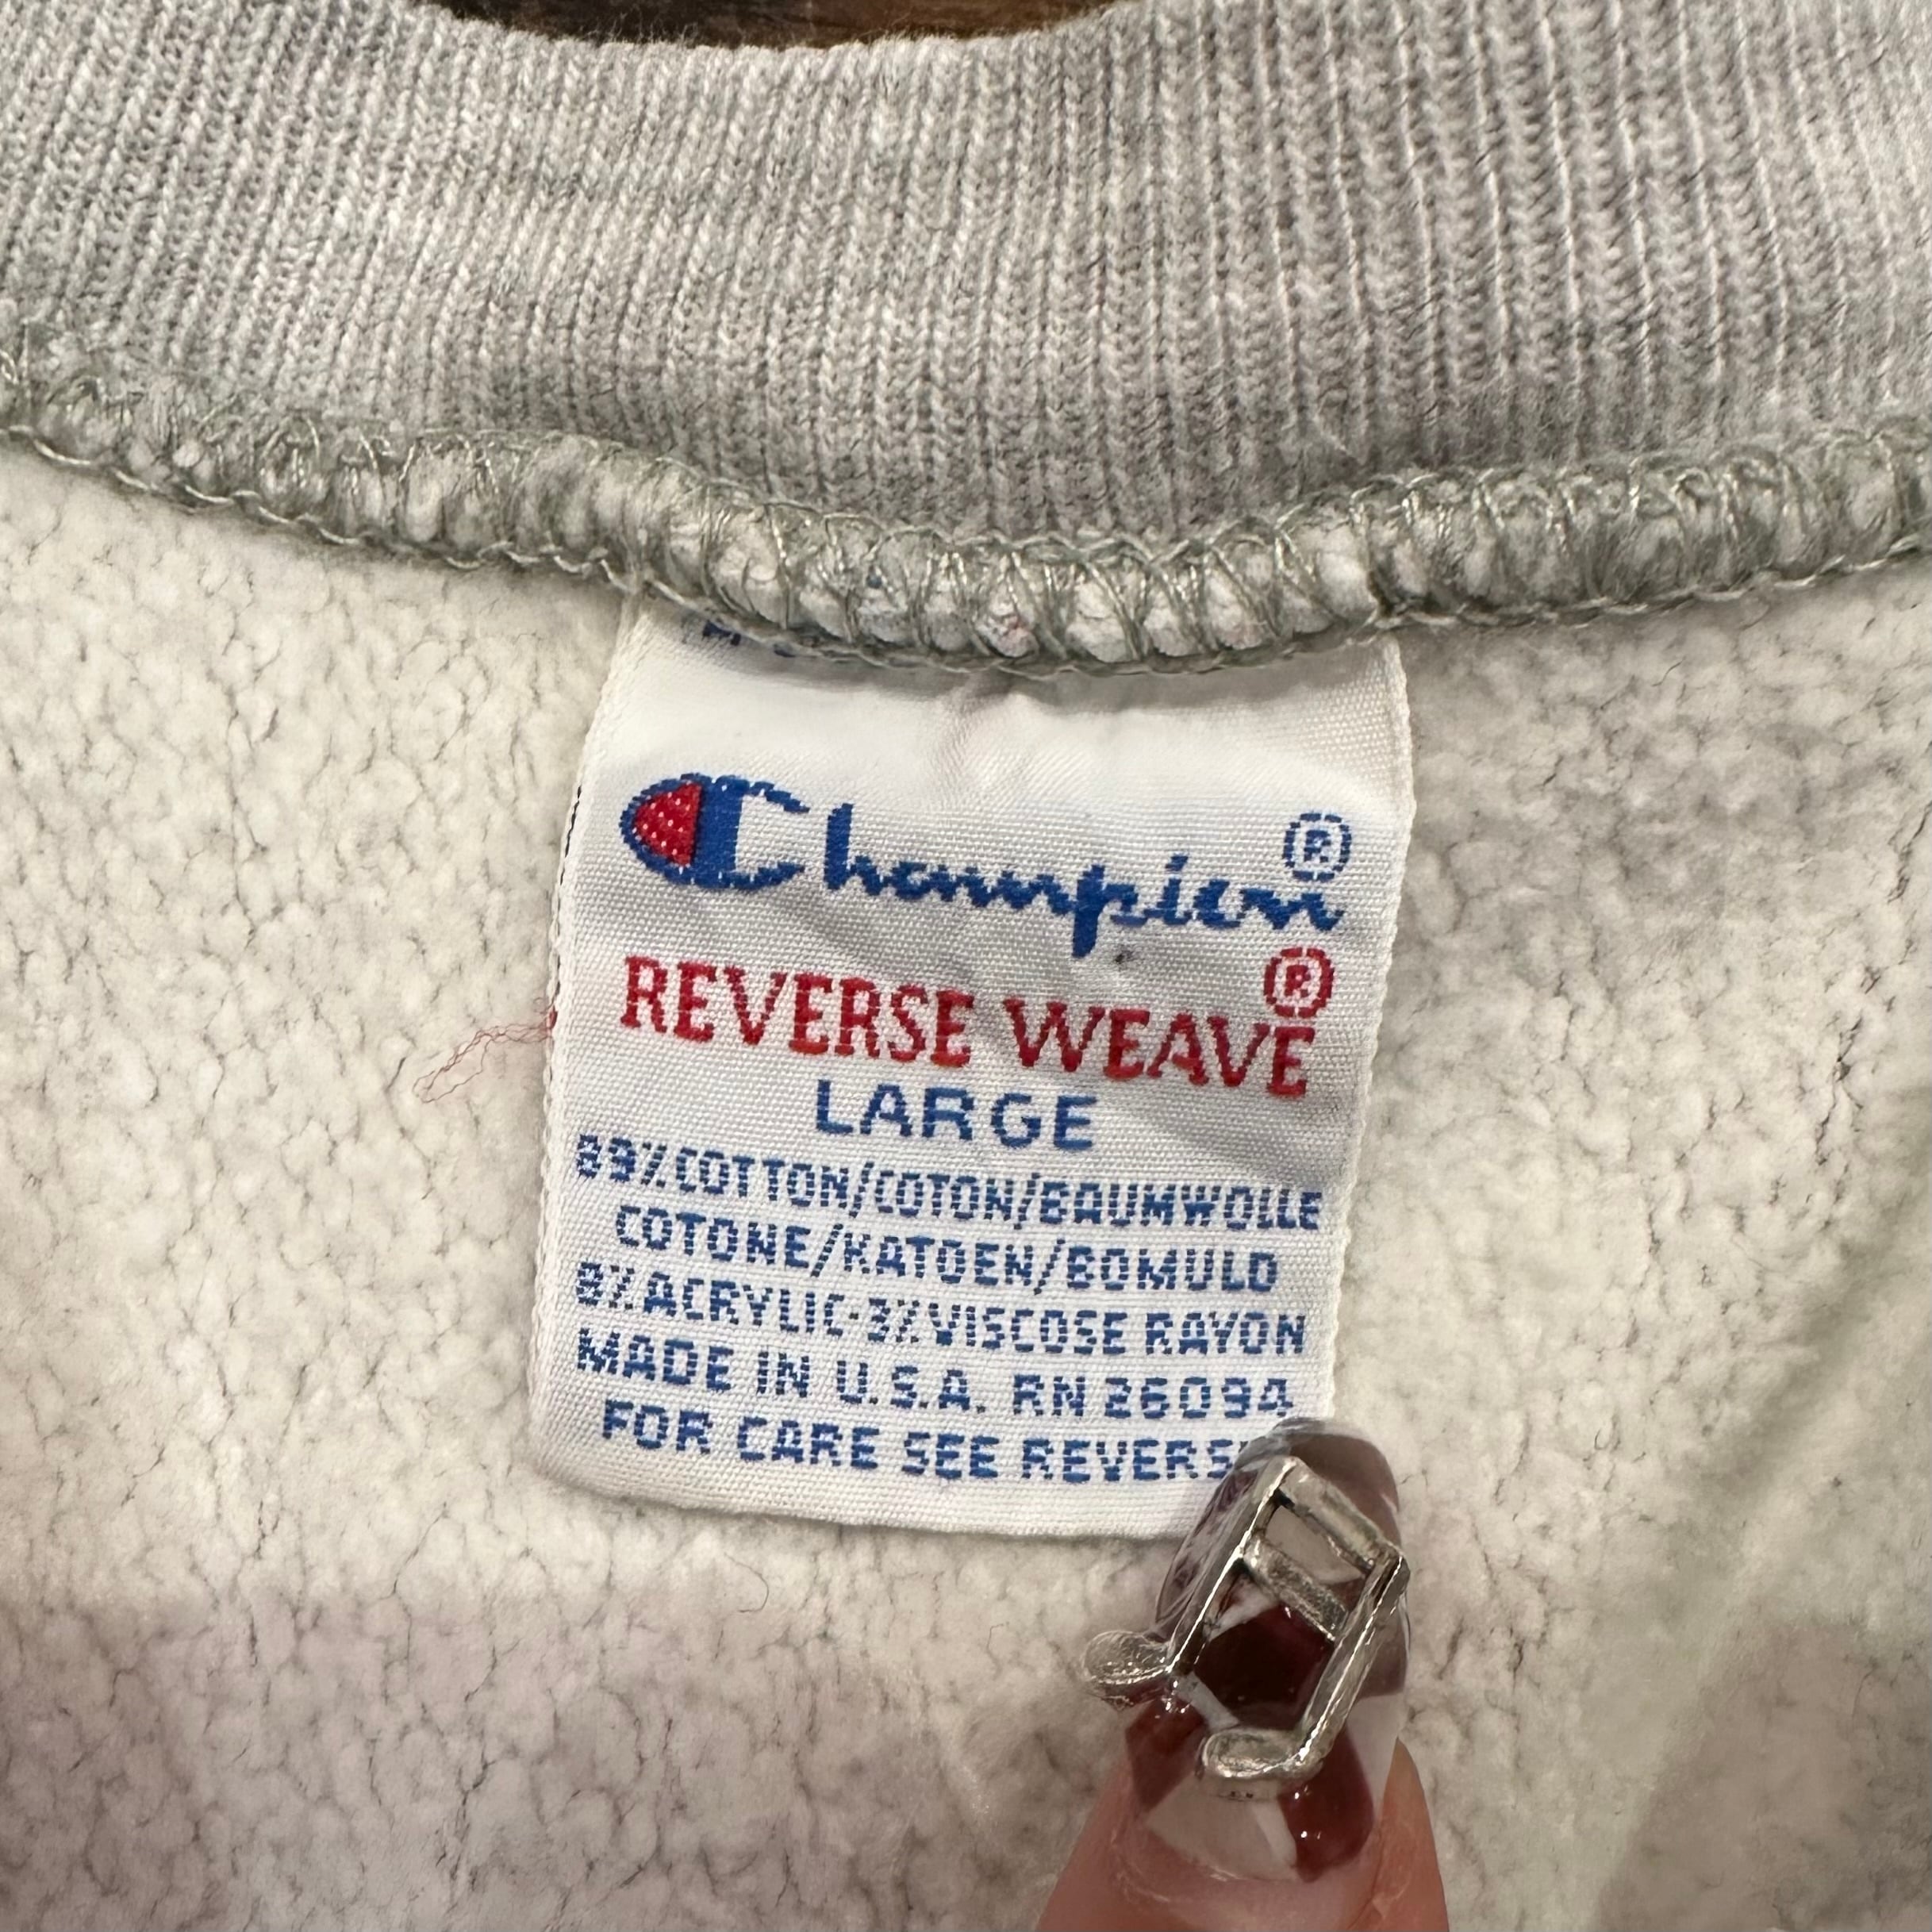 Champion®
REVERSE WEAVE®
LARGE
89%COTTON/COTON/BAUMWOLLE
COTONE/KATOEN/BOMULD
8%ACRYLIC-3%VISCOSE RAYON
MADE IN U.S.A. RN 26094
FOR CARE SEE